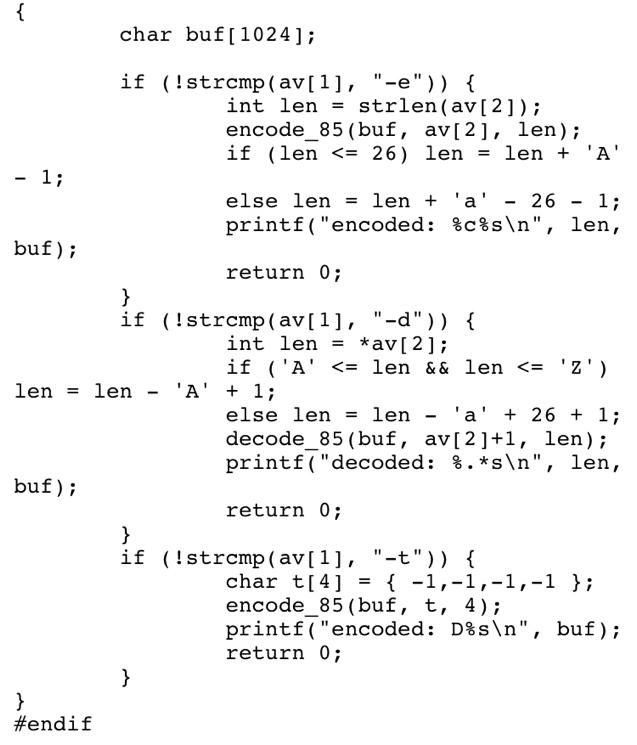 {
        char buf[1024];

        if (!strcmp(av[1], "-e")) {
                int len = strlen(av[2]);
                encode_85(buf, av[2], len);
                if (len <= 26) len = len + 'A'
- 1;
                else len = len + 'a' - 26 - 1;
                printf("encoded: %c%s\n", len,
buf);
                return 0;
        }
        if (!strcmp(av[1], "-d")) {
                int len = *av[2];
                if ('A' <= len && len <= 'Z')
len = len - 'A' + 1;
                else len = len - 'a' + 26 + 1;
                decode_85(buf, av[2]+1, len);
                printf("decoded: %.*s\n", len,
buf);
                return 0;
        }
        if (!strcmp(av[1], "-t")) {
                char t[4] = { -1,-1,-1,-1 };
                encode_85(buf, t, 4);
                printf("encoded: D%s\n", buf);
                return 0;
        }
}
#endif